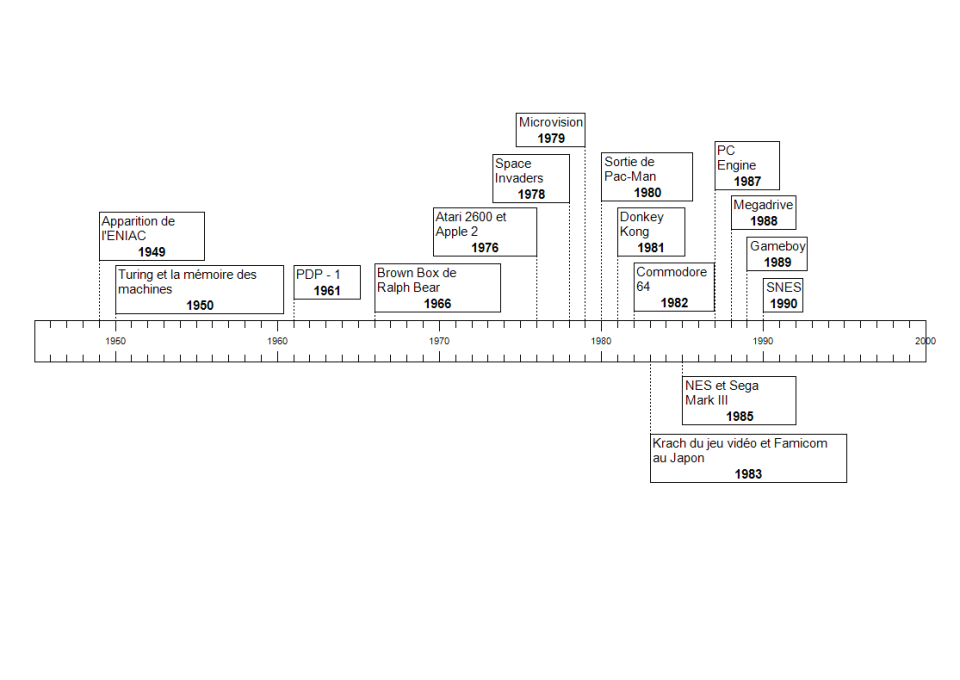 Microvision
1979
Space
Invaders
1978
Sortie de
Pac-Man
1980
PC
Engine
1987
Apparition de
l'ENIAC
1949
Atari 2600 et
Apple 2
1976
Donkey
Kong
1981
Megadrive
1988
Gameboy
1989
Turing et la mémoire des
machines
1950
PDP - 1
1961
Brown Box de
Ralph Bear
1966
Commodore
64
1982
SNES
1990
1950 1960 1970 1980 1990 2000
NES et Sega
Mark III
1985
Krach du jeu vidéo et Famicom
au Japon
1983